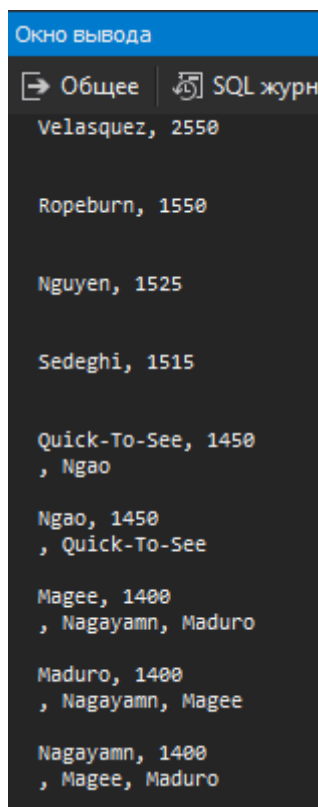 Окно вывода
Общее SQL журн
Velasquez, 2550
Ropeburn, 1550
Nguyen, 1525
Sedeghi, 1515
Quick-To-See, 1450
, Ngao
Ngao, 1450
, Quick-To-See
Magee, 1400
, Nagayamn, Maduro
Maduro, 1400
, Nagayamn, Magee
Nagayamn, 1400
, Magee, Maduro